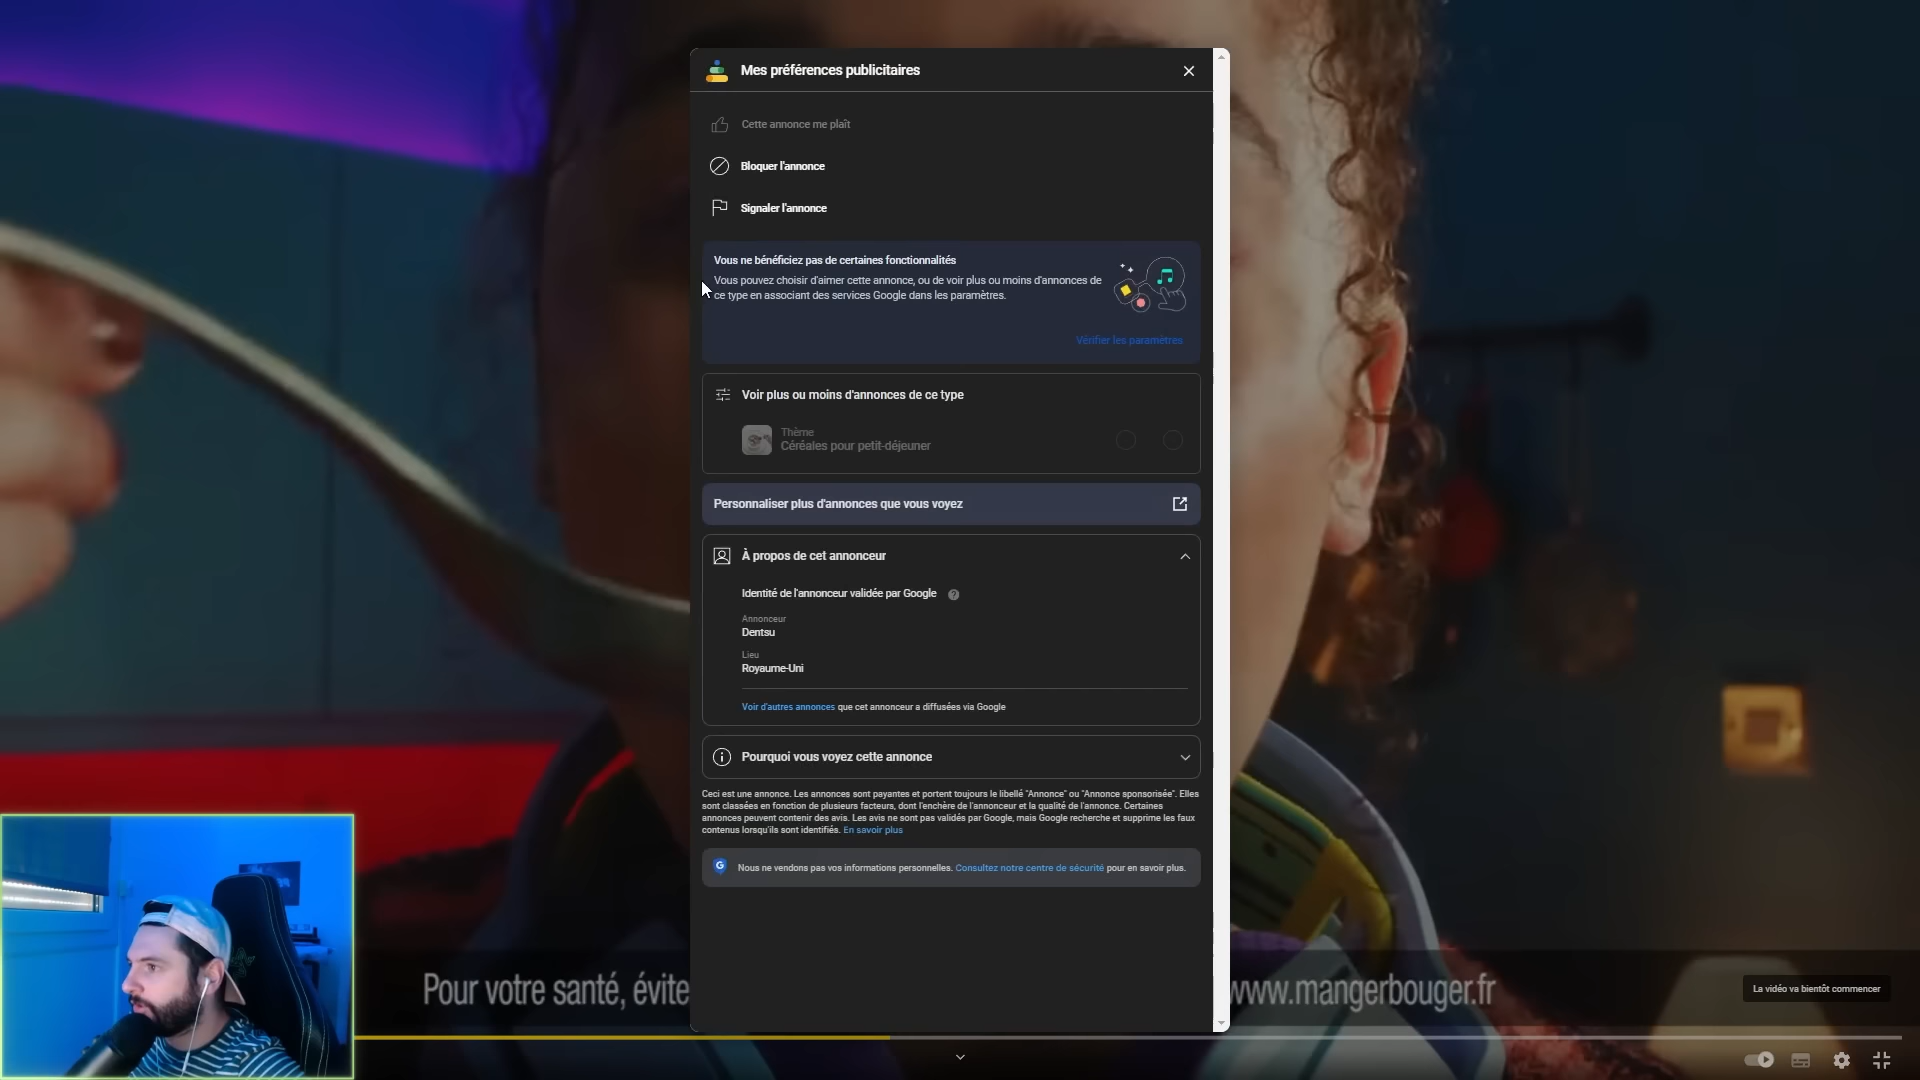 Mes préférences publicitaires
Cette annonce me plaît
Bloquer l'annonce
Signaler l'annonce
Vous ne bénéficiez pas de certaines fonctionnalités
Vous pouvez choisir d'aimer cette annonce, ou de voir plus ou moins d'annonces de
ce type en associant des services Google dans les paramètres.
Vérifier les paramètres
Voir plus ou moins d'annonces de ce type
Thème
Céréales pour petit-déjeuner
Personnaliser plus d'annonces que vous voyez
À propos de cet annonceur
Identité de l'annonceur validée par Google
Annonceur
Dentsu
Lieu
Royaume-Uni
Voir d'autres annonces que cet annonceur a diffusées via Google
Pourquoi vous voyez cette annonce
Ceci est une annonce. Les annonces sont payantes et portent toujours le libellé "Annonce" ou "Annonce sponsorisée". Elles
sont classées en fonction de plusieurs facteurs, dont l'enchère de l'annonceur et la qualité de l'annonce. Certaines
annonces peuvent contenir des avis. Les avis ne sont pas validés par Google, mais Google recherche et supprime les faux
contenus lorsqu'ils sont identifiés. En savoir plus
Nous ne vendons pas vos informations personnelles. Consultez notre centre de sécurité pour en savoir plus.
Pour votre santé, évite www.mangerbouger.fr
La vidéo va bientôt commencer